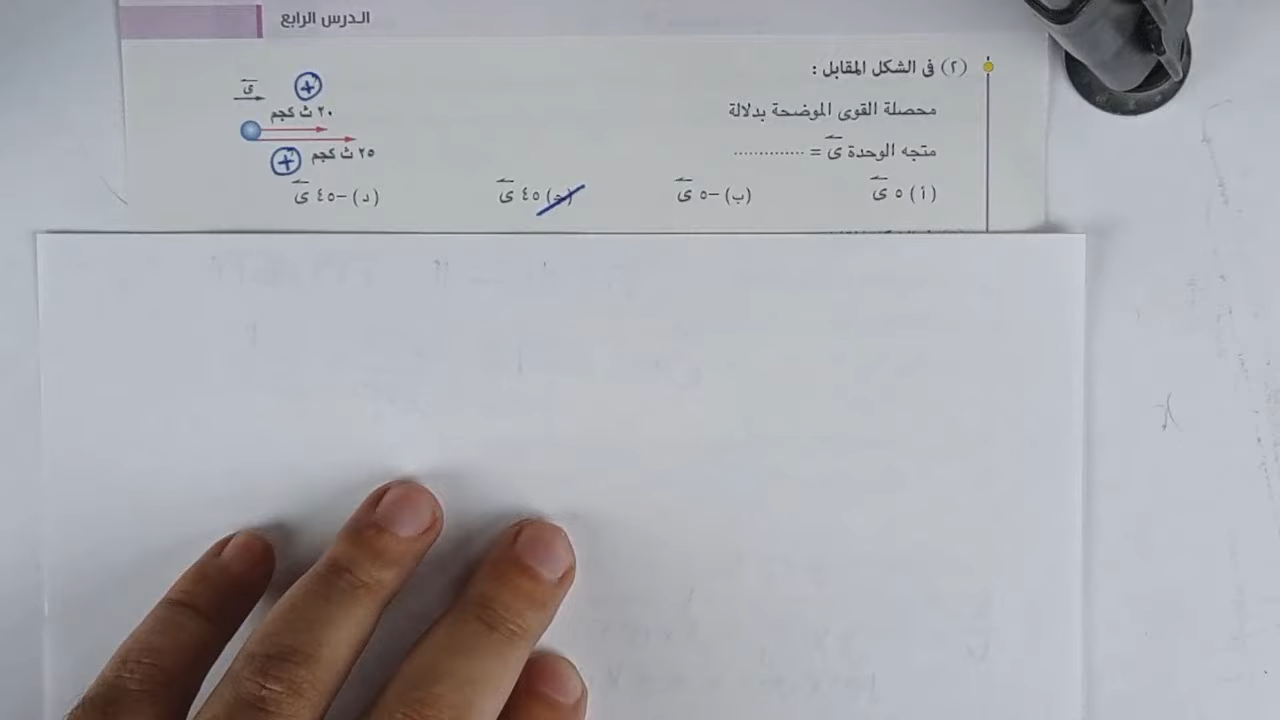 الدرس الرابع
(٢) فى الشكل المقابل :
محصلة القوى الموضحة بدلالة
متجه الوحدة ى = .............
ى
+
٢٠ ث كجم
٢٥ ث كجم
+
(أ) ٥ ى (ب) -٥ ى (جـ) ٤٥ ى (د) -٤٥ ى